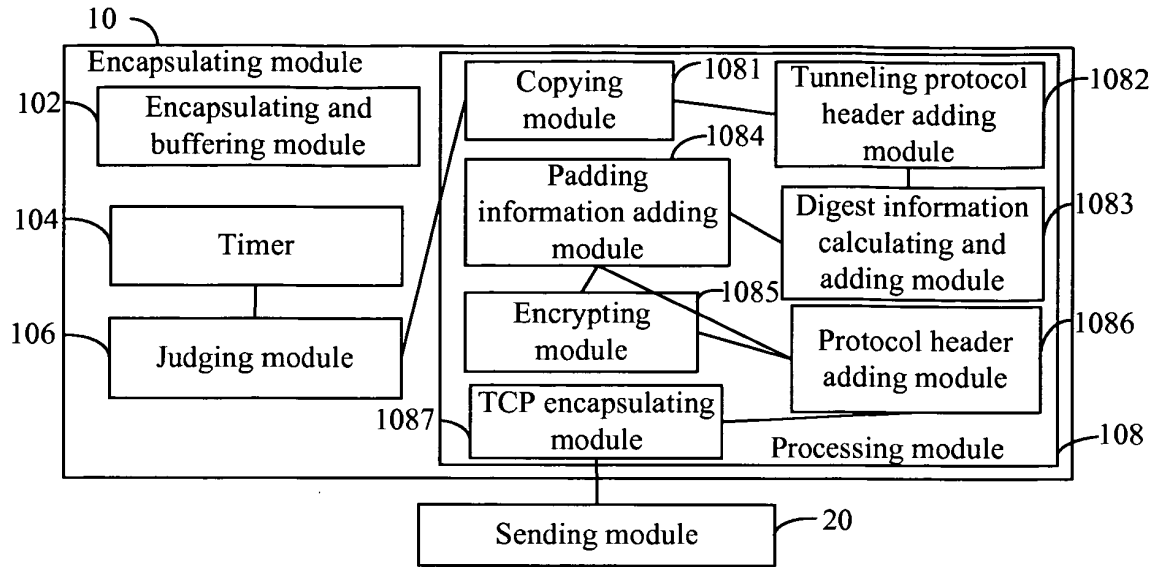 10
Encapsulating module
102
Encapsulating and
buffering module
104
Timer
106
Judging module
Copying
module
1081
Tunneling protocol
header adding
module
1082
1084
Padding
information adding
module
Digest information
calculating and
adding module
1083
1085
Encrypting
module
Protocol header
adding module
1086
1087
TCP encapsulating
module
Processing module
108
Sending module
20